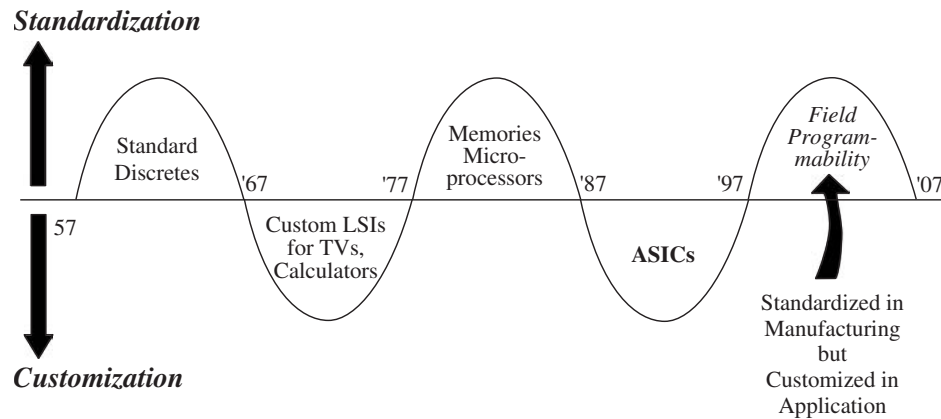 Standardization
Standard
Discretes
57
'67
Custom LSIs
for TVs,
Calculators
'77
Memories
Micro-
processors
'87
ASICs
'97
Field
Program-
mability
'07
Standardized in
Manufacturing
but
Customized in
Application
Customization